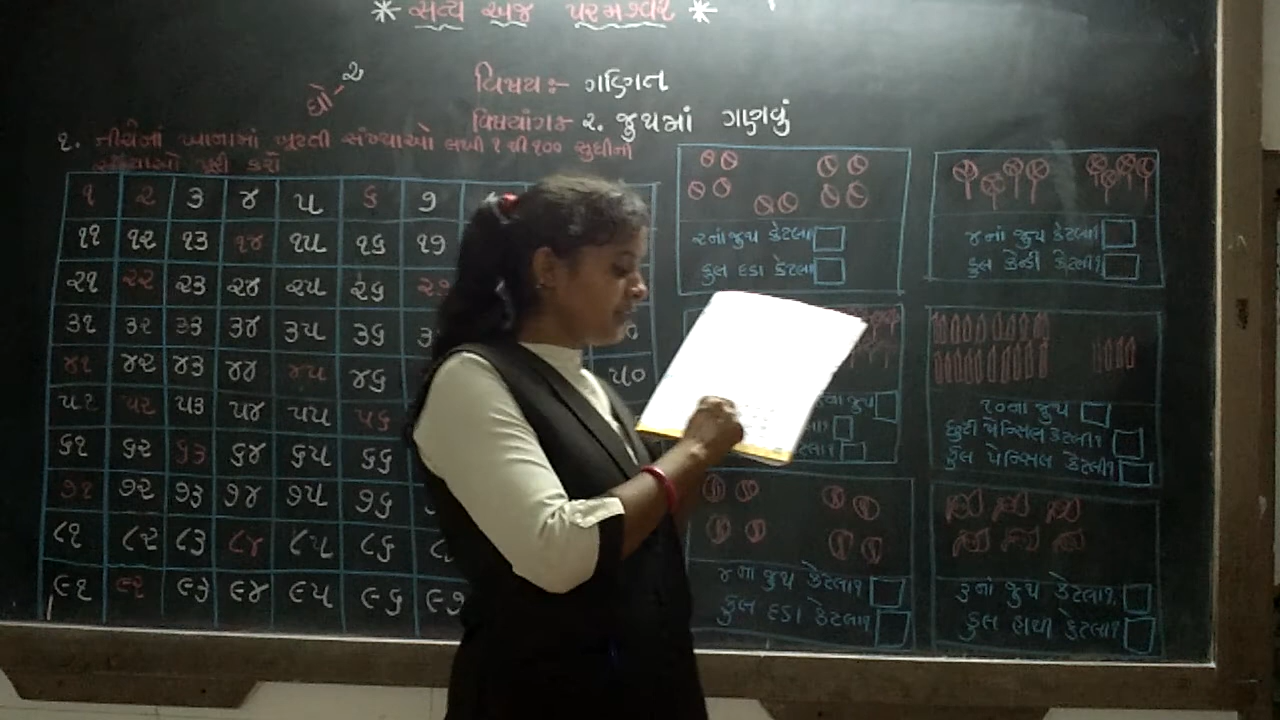 સત્ય એજ પરમેશ્વર
ધો-૨
વિષય:- ગણિત
વિષયાંગ:- ૨. જુથમાં ગણવું
૧. નીચેનાં ખાનામાં ખૂટતી સંખ્યાઓ લખી ૧ થી ૧૦૦ સુધીની
સંખ્યાઓ પૂરી કરો
૧ ૨ ૩ ૪ ૫ ૬ ૭
૧૧ ૧૨ ૧૩ ૧૪ ૧૫ ૧૬ ૧૭
૨૧ ૨૨ ૨૩ ૨૪ ૨૫ ૨૬ ૨૭
૩૧ ૩૨ ૩૩ ૩૪ ૩૫ ૩૬
૪૧ ૪૨ ૪૩ ૪૪ ૪૫ ૪૬ ૫૦
૫૧ ૫૨ ૫૩ ૫૪ ૫૫ ૫૬
૬૧ ૬૨ ૬૩ ૬૪ ૬૫ ૬૬
૭૧ ૭૨ ૭૩ ૭૪ ૭૫ ૭૬
૮૧ ૮૨ ૮૩ ૮૪ ૮૫ ૮૬
૯૧ ૯૨ ૯૩ ૯૪ ૯૫ ૯૬ ૯૭
૨નાં જુથ કેટલા
કુલ દડા કેટલા
૪ નાં જુથ કેટલા?
કુલ કેન્ડી કેટલી?
૧૦ના જુથ
છુટી પેન્સિલ કેટલી?
કુલ પેન્સિલ કેટલી?
૪ ના જુથ કેટલા?
કુલ દડા કેટલા?
૩નાં જુથ કેટલા?
કુલ હાથી કેટલા?